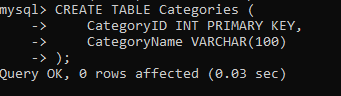 mysql> CREATE TABLE Categories (
    ->     CategoryID INT PRIMARY KEY,
    ->     CategoryName VARCHAR(100)
    -> );
Query OK, 0 rows affected (0.03 sec)